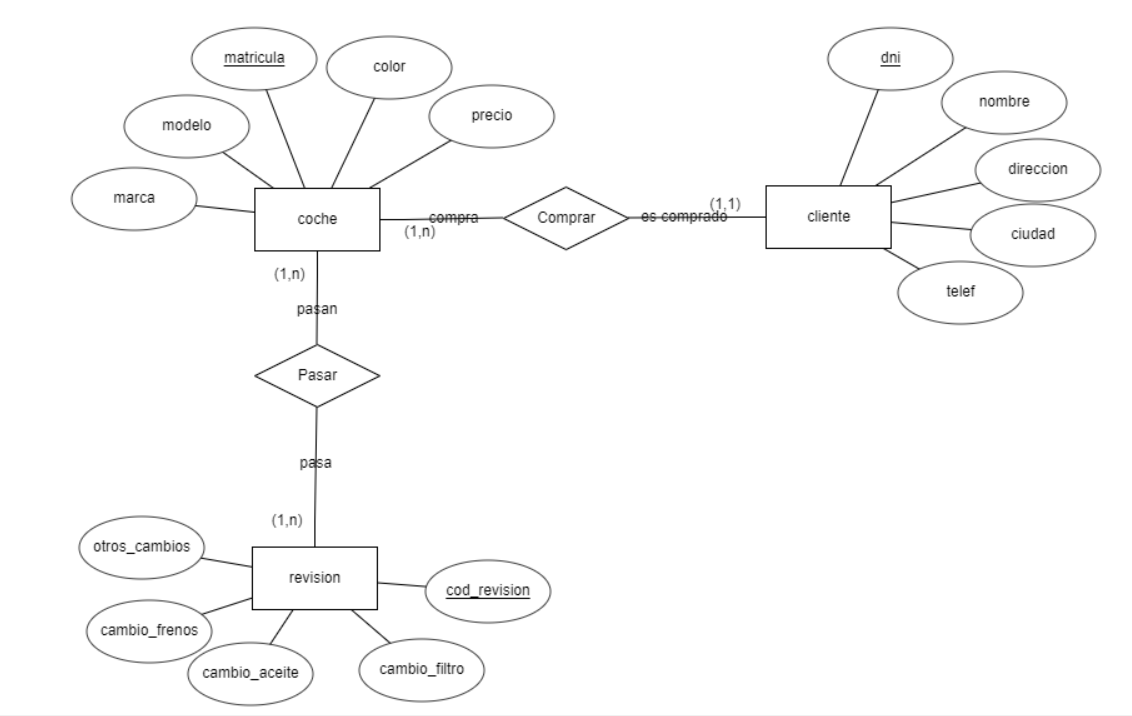 matricula
color
modelo
precio
marca
coche
compra
(1,n)
Comprar
(1,1)
es comprado
cliente
dni
nombre
direccion
ciudad
telef
(1,n)
pasan
Pasar
pasa
(1,n)
otros_cambios
revision
cod_revision
cambio_frenos
cambio_aceite
cambio_filtro